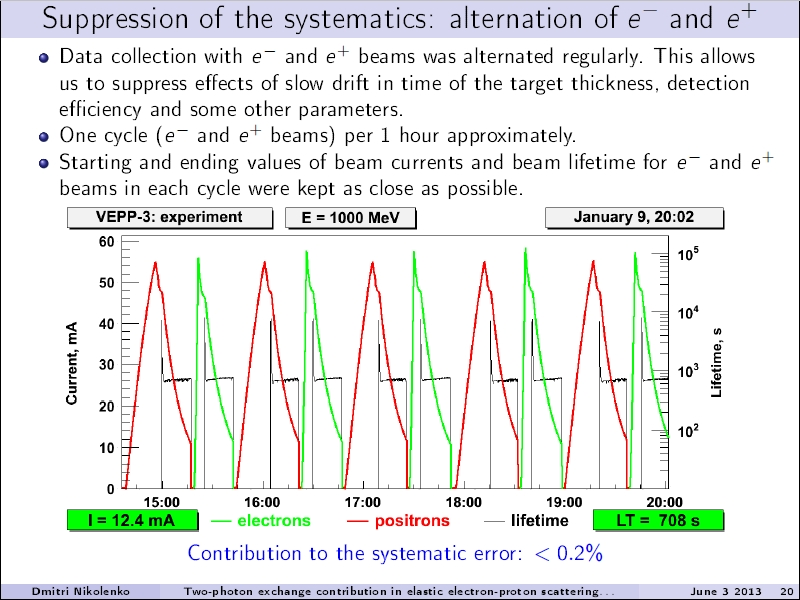 Suppression of the systematics: alternation of e⁻ and e⁺
Data collection with e⁻ and e⁺ beams was alternated regularly. This allows
us to suppress effects of slow drift in time of the target thickness, detection
efficiency and some other parameters.
One cycle (e⁻ and e⁺ beams) per 1 hour approximately.
Starting and ending values of beam currents and beam lifetime for e⁻ and e⁺
beams in each cycle were kept as close as possible.
VEPP-3: experiment E = 1000 MeV January 9, 20:02
60
50
40
30
20
10
0
Current, mA
10⁵
10⁴
10³
10²
Lifetime, s
15:00 16:00 17:00 18:00 19:00 20:00
I = 12.4 mA electrons positrons lifetime LT = 708 s
Contribution to the systematic error: < 0.2%
Dmitri Nikolenko Two-photon exchange contribution in elastic electron-proton scattering... June 3 2013 20